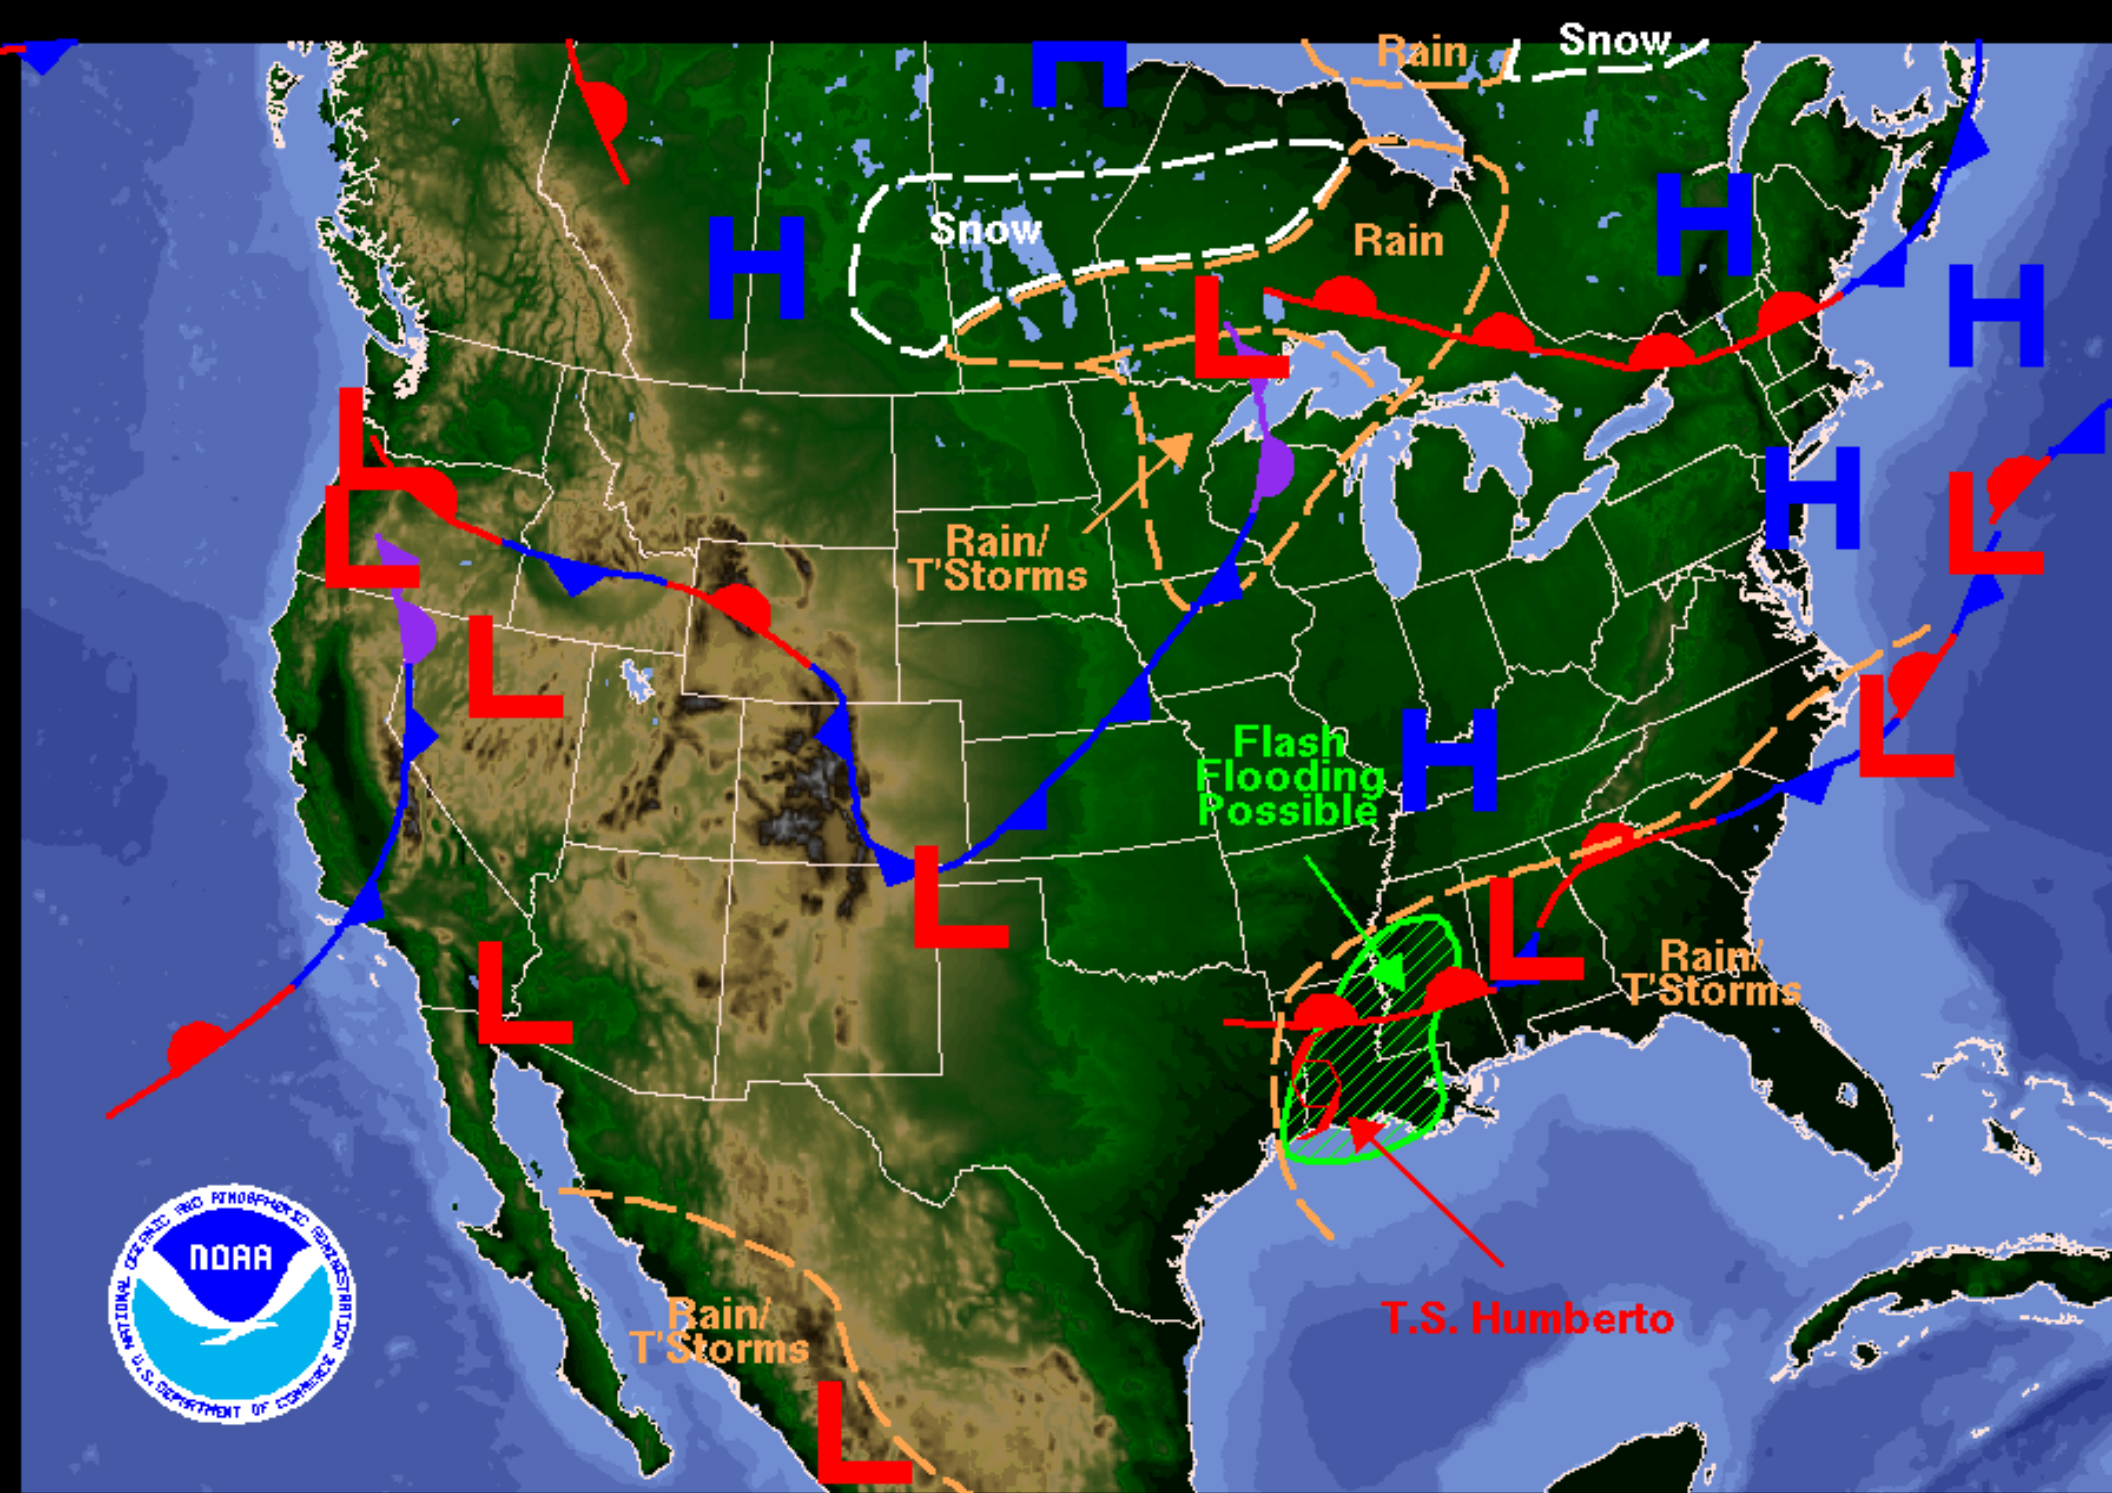 Rain
Snow
H
H
H
Snow
Rain
H
L
L
L
H
L
Rain/
T'Storms
L
L
Flash
Flooding
Possible
H
L
L
L
Rain/
T'Storms
L
NATIONAL OCEANIC AND ATMOSPHERIC ADMINISTRATION
U.S. DEPARTMENT OF COMMERCE
NOAA
Rain/
T'Storms
T.S. Humberto
L